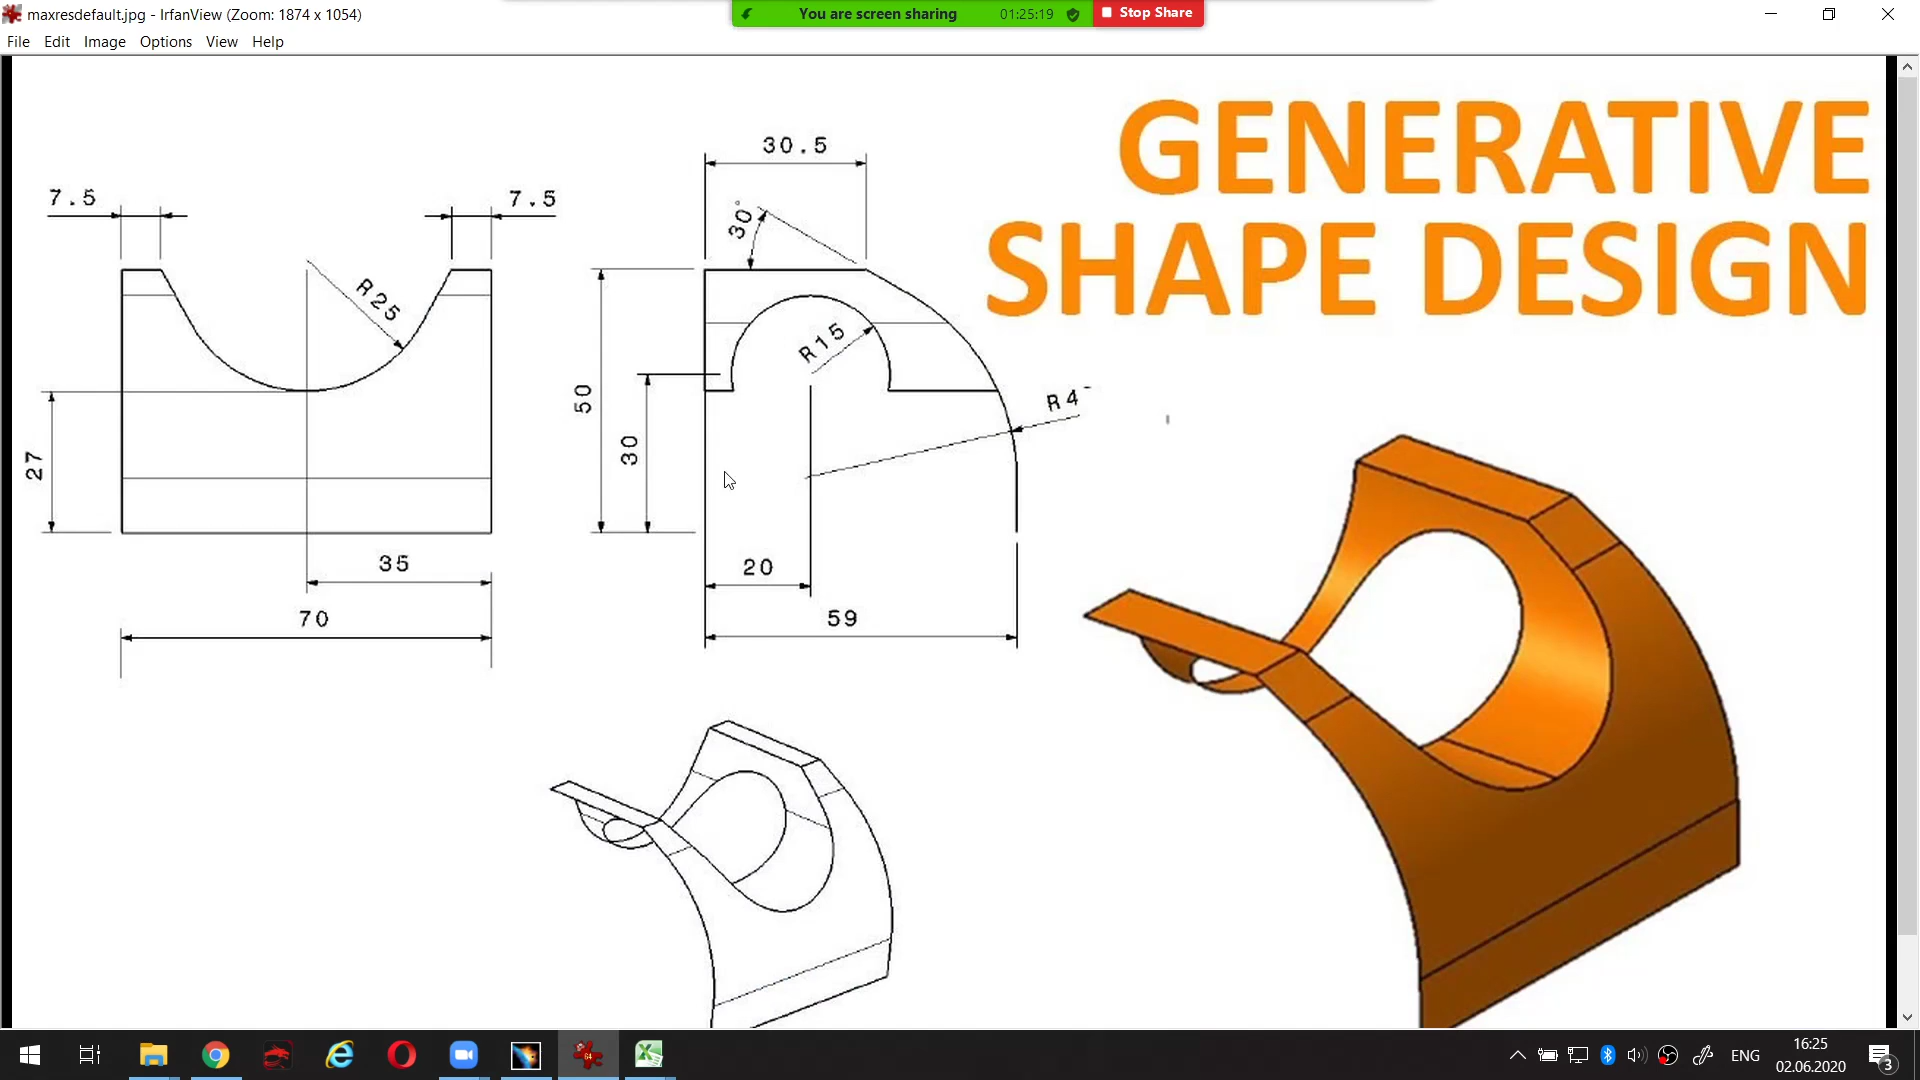 maxresdefault.jpg - IrfanView (Zoom: 1874 x 1054)
You are screen sharing
01:25:19
Stop Share
File Edit Image Options View Help
GENERATIVE
SHAPE DESIGN
7.5
7.5
R25
27
35
70
30.5
30°
R15
50
30
20
59
ENG
16:25
02.06.2020
3